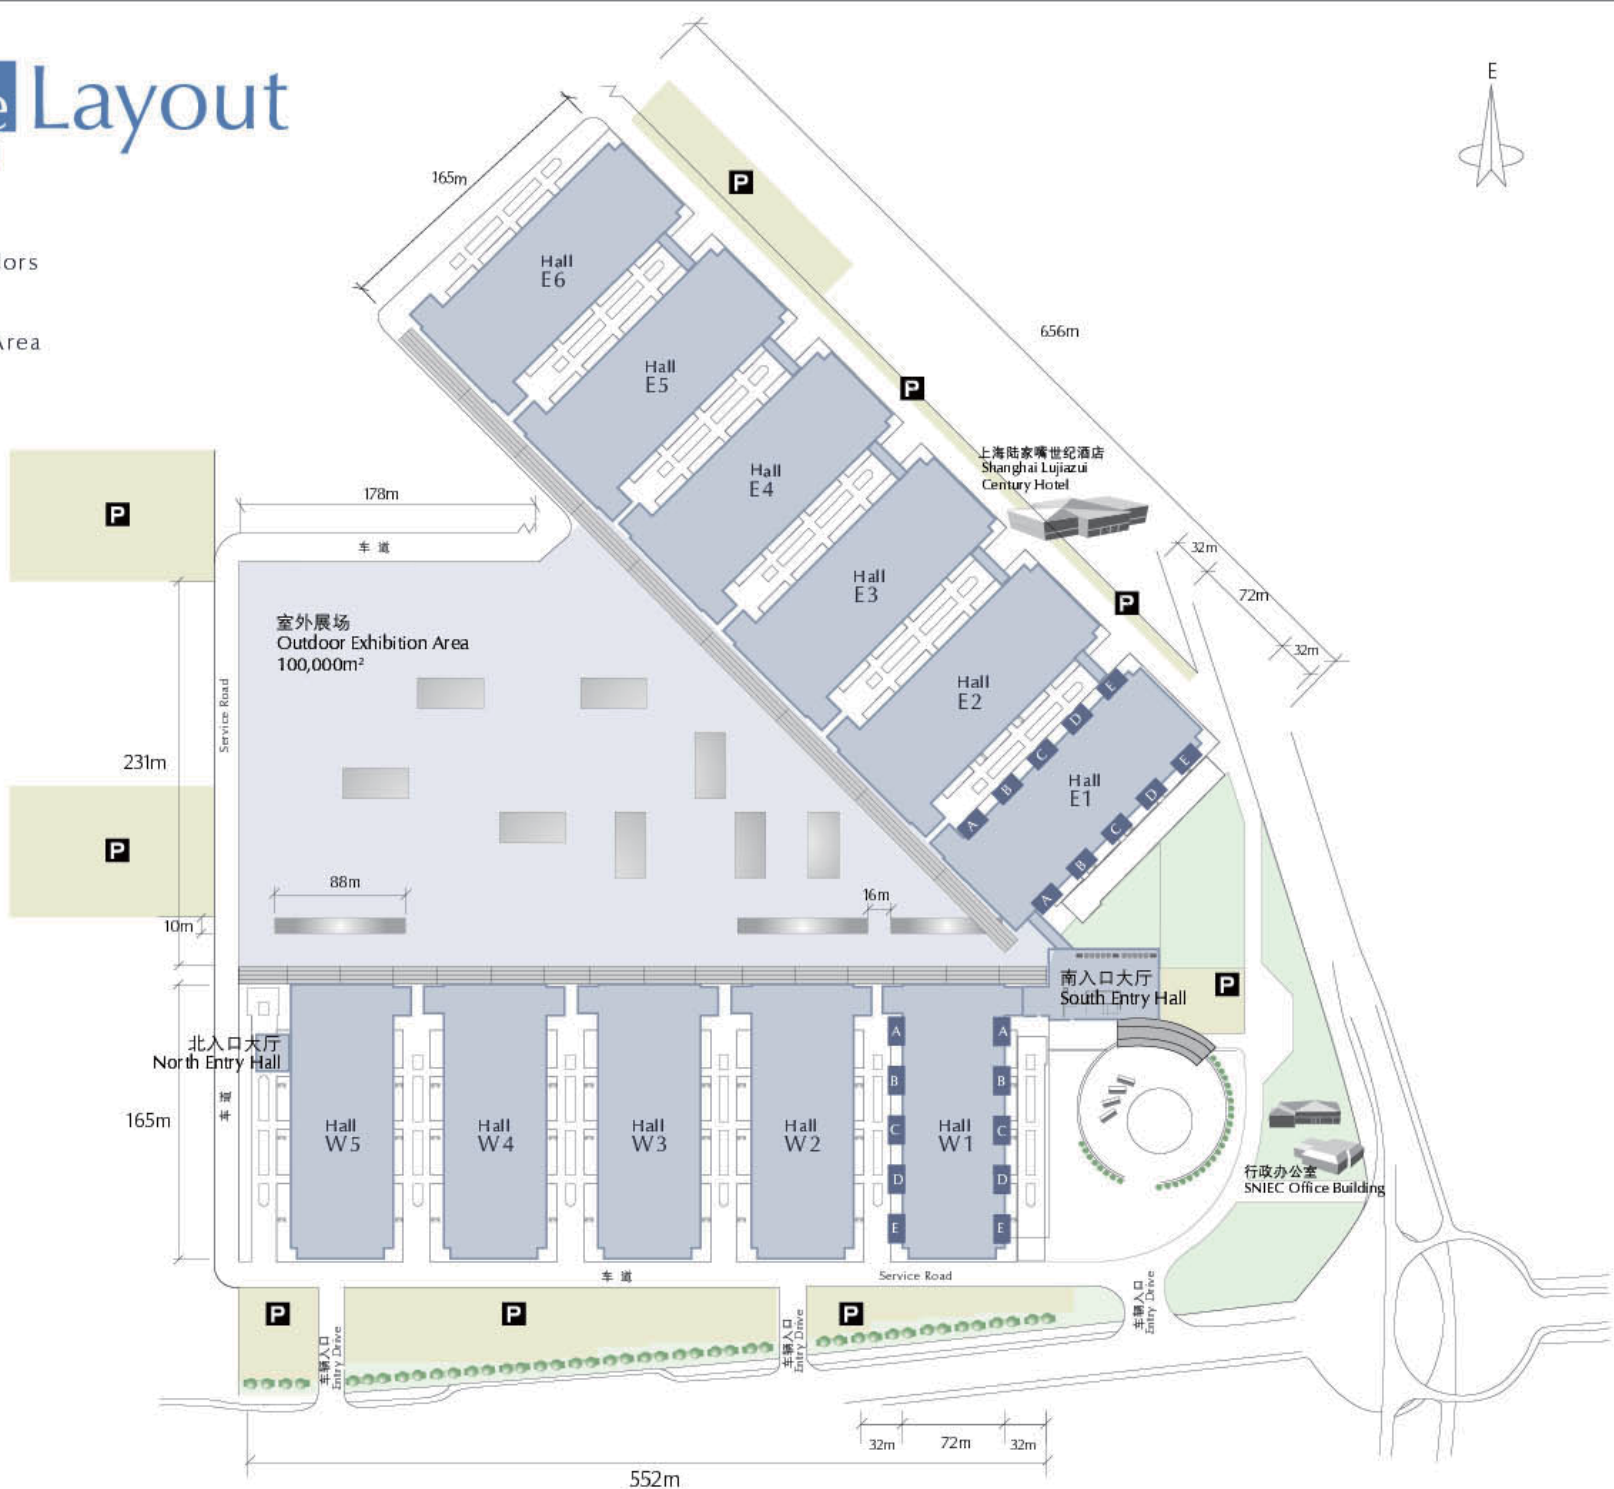 e Layout
E
165m
P
Hall
E6
656m
Hall
E5
P
上海陆家嘴世纪酒店
Shanghai Lujiazui
Century Hotel
Hall
E4
178m
P
车 道
32m
72m
32m
Hall
E3
P
室外展场
Outdoor Exhibition Area
100,000m²
Service Road
Hall
E2
E
D
C
B
A
Hall
E1
E
D
C
B
A
231m
P
88m
16m
10m
南入口大厅
South Entry Hall
P
北入口大厅
North Entry Hall
车 道
165m
Hall
W5
Hall
W4
Hall
W3
Hall
W2
Hall
W1
A
B
C
D
E
A
B
C
D
E
行政办公室
SNIEC Office Building
车 道
Service Road
P
车辆入口
Entry Drive
P
车辆入口
Entry Drive
P
车辆入口
Entry Drive
32m
72m
32m
552m